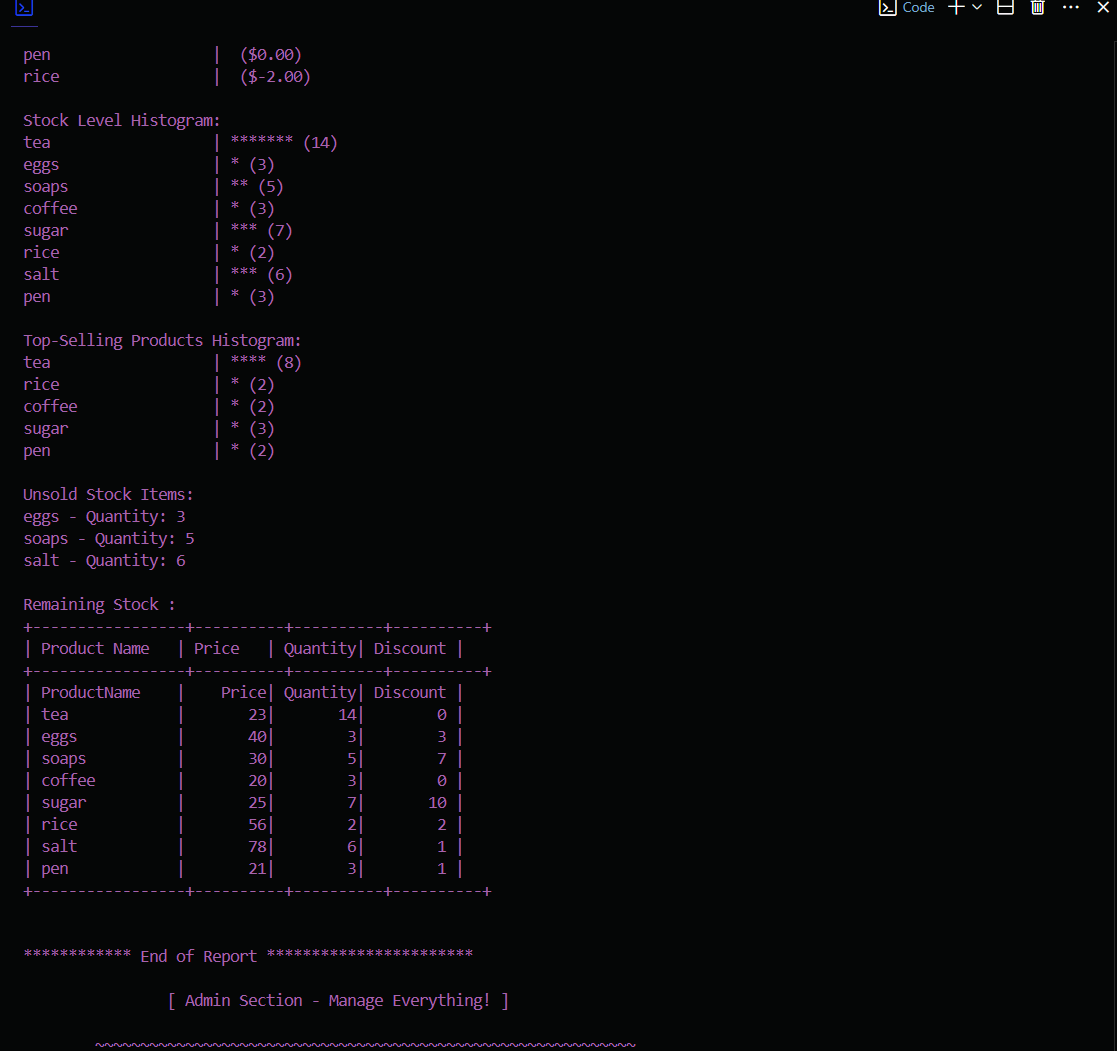 Code
pen                  |  ($0.00)
rice                 |  ($-2.00)
Stock Level Histogram:
tea                  | ******* (14)
eggs                 | * (3)
soaps                | ** (5)
coffee               | * (3)
sugar                | *** (7)
rice                 | * (2)
salt                 | *** (6)
pen                  | * (3)
Top-Selling Products Histogram:
tea                  | **** (8)
rice                 | * (2)
coffee               | * (2)
sugar                | * (3)
pen                  | * (2)
Unsold Stock Items:
eggs - Quantity: 3
soaps - Quantity: 5
salt - Quantity: 6
Remaining Stock :
+-----------------+----------+----------+----------+
| Product Name   | Price   | Quantity| Discount |
+-----------------+----------+----------+----------+
| ProductName    |    Price| Quantity| Discount |
| tea            |       23|       14|       0 |
| eggs           |       40|        3|       3 |
| soaps          |       30|        5|       7 |
| coffee         |       20|        3|       0 |
| sugar          |       25|        7|      10 |
| rice           |       56|        2|       2 |
| salt           |       78|        6|       1 |
| pen            |       21|        3|       1 |
+-----------------+----------+----------+----------+
************ End of Report ***********************
[ Admin Section - Manage Everything! ]
~~~~~~~~~~~~~~~~~~~~~~~~~~~~~~~~~~~~~~~~~~~~~~~~~~~~~~~~~~~~